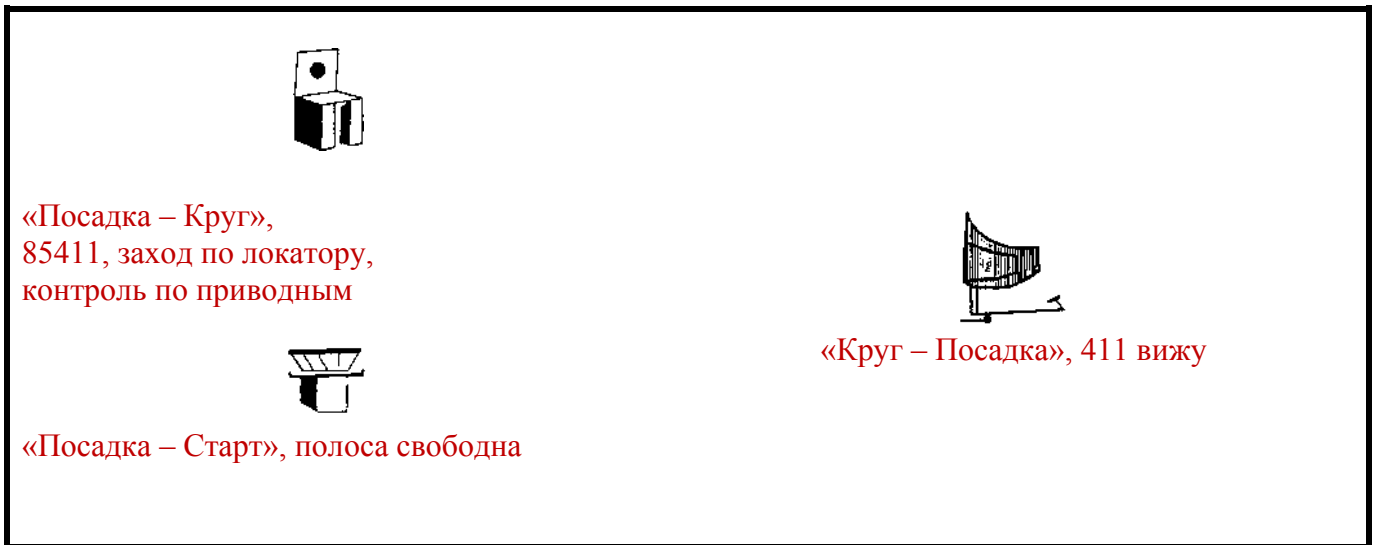 «Посадка – Круг»,
85411, заход по локатору,
контроль по приводным
«Круг – Посадка», 411 вижу
«Посадка – Старт», полоса свободна